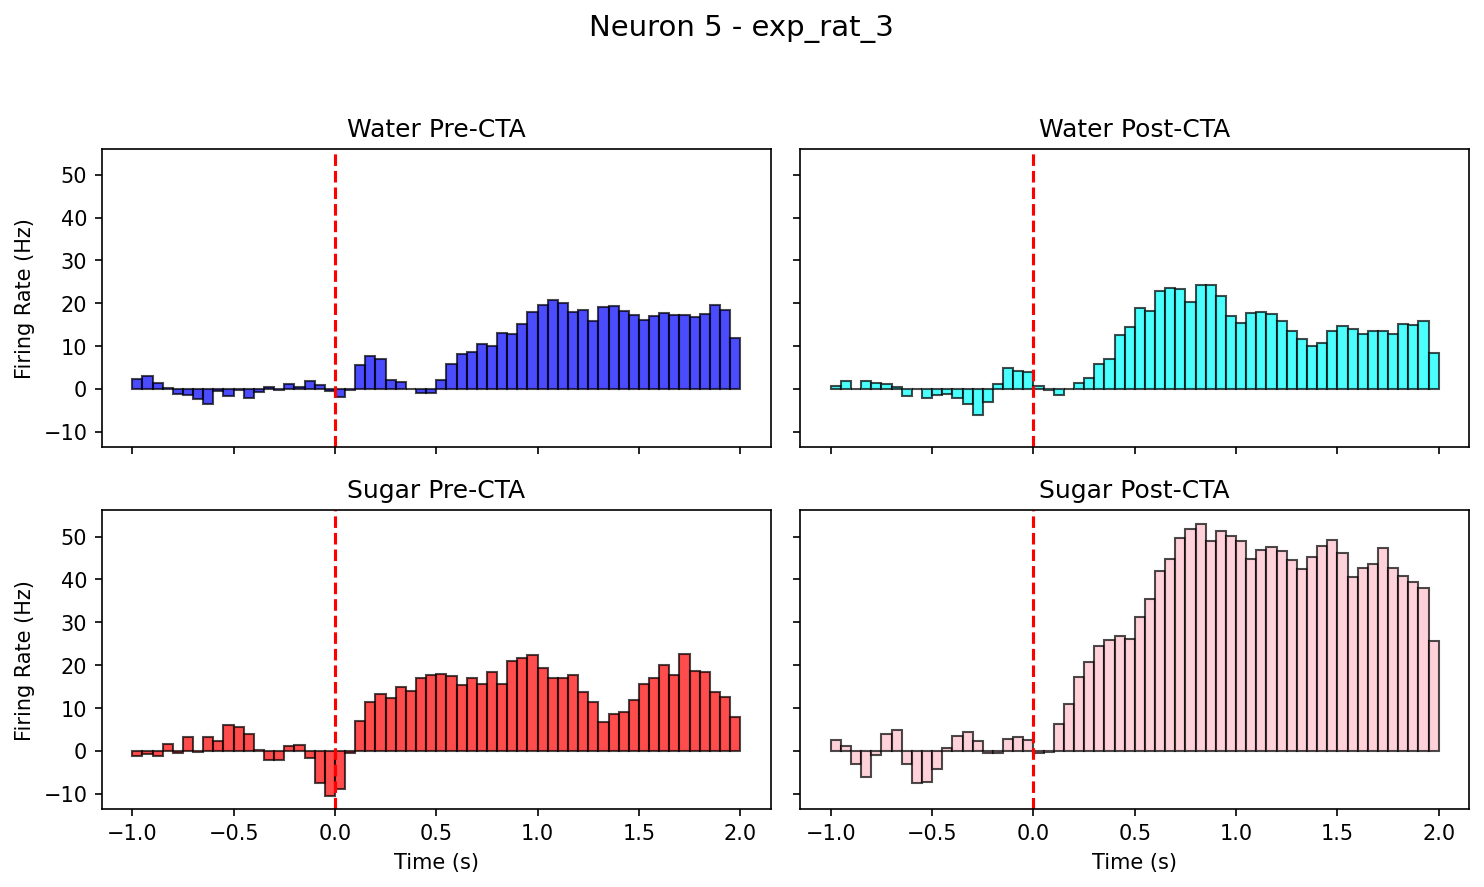 Neuron 5 - exp_rat_3
Water Pre-CTA
Water Post-CTA
Firing Rate (Hz)
50
40
30
20
10
0
−10
Sugar Pre-CTA
Sugar Post-CTA
Firing Rate (Hz)
50
40
30
20
10
0
−10
−1.0 −0.5 0.0 0.5 1.0 1.5 2.0
−1.0 −0.5 0.0 0.5 1.0 1.5 2.0
Time (s)
Time (s)